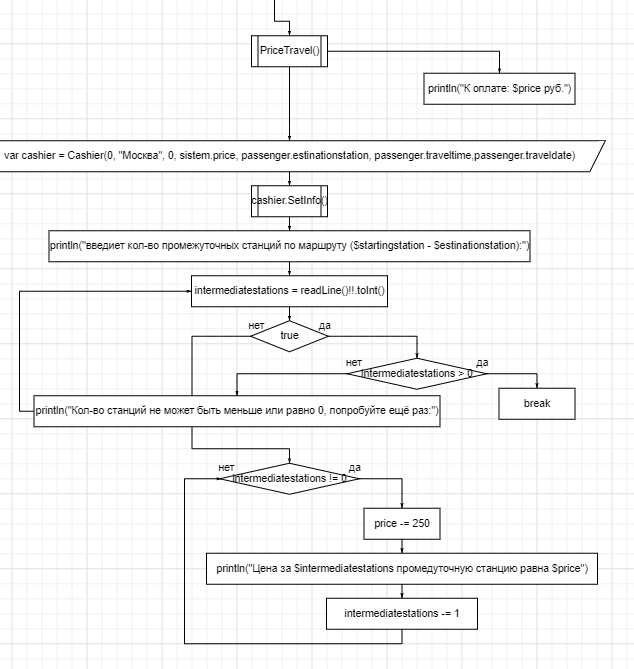 PriceTravel()
println("К оплате: $price руб.")
var cashier = Cashier(0, "Москва", 0, sistem.price, passenger.estinationstation, passenger.traveltime,passenger.traveldate)
cashier.SetInfo()
println("введиет кол-во промежуточных станций по маршруту ($startingstation - $estinationstation):")
intermediatestations = readLine()!!.toInt()
нет
true
да
нет
intermediatestations > 0
да
break
println("Кол-во станций не может быть меньше или равно 0, попробуйте ещё раз:")
нет
intermediatestations != 0
да
price -= 250
println("Цена за $intermediatestations промедуточную станцию равна $price")
intermediatestations -= 1